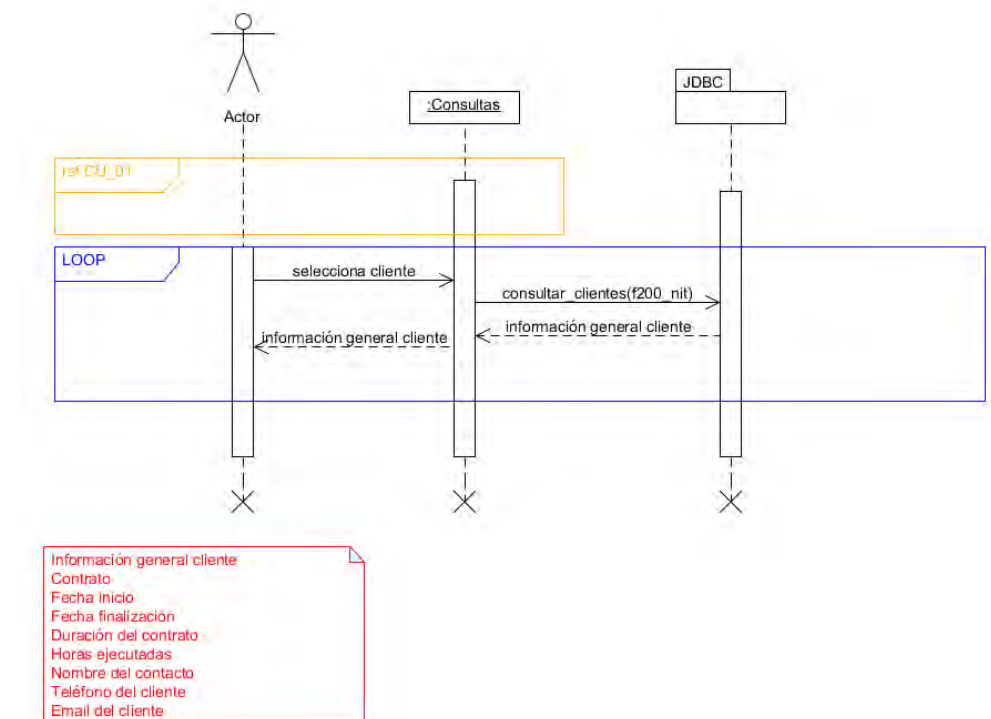 Actor
:Consultas
JDBC
ref CU_01
LOOP
selecciona cliente
consultar_clientes(f200_nit)
información general cliente
información general cliente
Información general cliente
Contrato
Fecha inicio
Fecha finalización
Duración del contrato
Horas ejecutadas
Nombre del contacto
Teléfono del cliente
Email del cliente